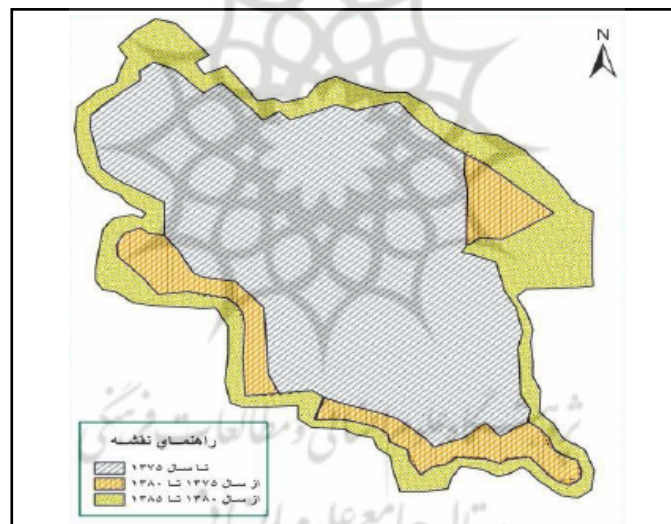 N
راهنمای نقشه
تا سال ۱۳۷۵
از سال ۱۳۷۵ تا ۱۳۸۰
از سال ۱۳۸۰ تا ۱۳۸۵